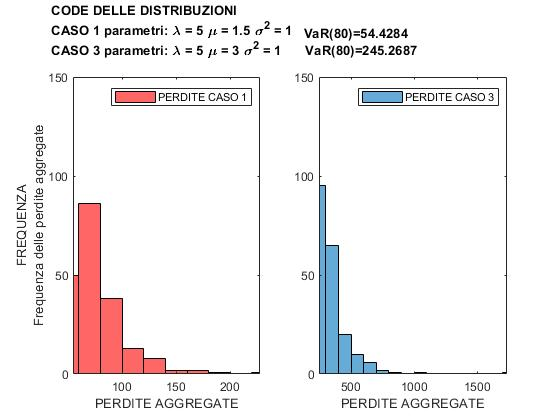 CODE DELLE DISTRIBUZIONI
CASO 1 parametri: λ = 5 μ = 1.5 σ² = 1 VaR(80)=54.4284
CASO 3 parametri: λ = 5 μ = 3 σ² = 1 VaR(80)=245.2687
150
100
50
0
FREQUENZA
Frequenza delle perdite aggregate
PERDITE CASO 1
100 150 200
PERDITE AGGREGATE
150
100
50
0
PERDITE CASO 3
500 1000 1500
PERDITE AGGREGATE